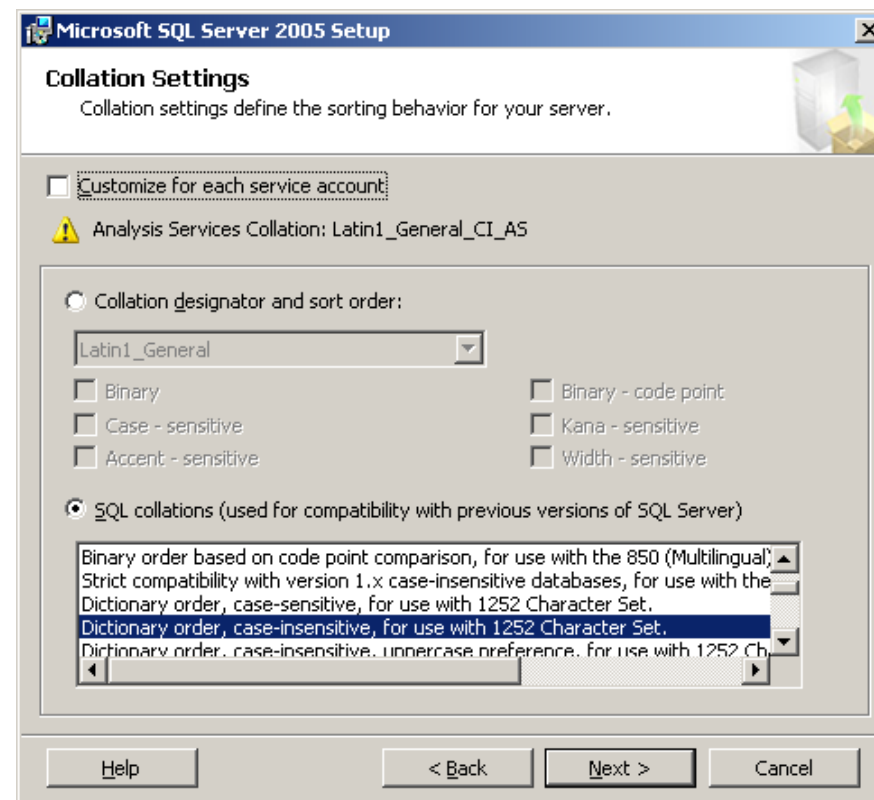 Microsoft SQL Server 2005 Setup
Collation Settings
Collation settings define the sorting behavior for your server.
Customize for each service account
Analysis Services Collation: Latin1_General_CI_AS
Collation designator and sort order:
Latin1_General
Binary
Binary - code point
Case - sensitive
Kana - sensitive
Accent - sensitive
Width - sensitive
SQL collations (used for compatibility with previous versions of SQL Server)
Binary order based on code point comparison, for use with the 850 (Multilingual)
Strict compatibility with version 1.x case-insensitive databases, for use with the
Dictionary order, case-sensitive, for use with 1252 Character Set.
Dictionary order, case-insensitive, for use with 1252 Character Set.
Dictionary order, case-insensitive, uppercase preference, for use with 1252 Ch
Help
< Back
Next >
Cancel